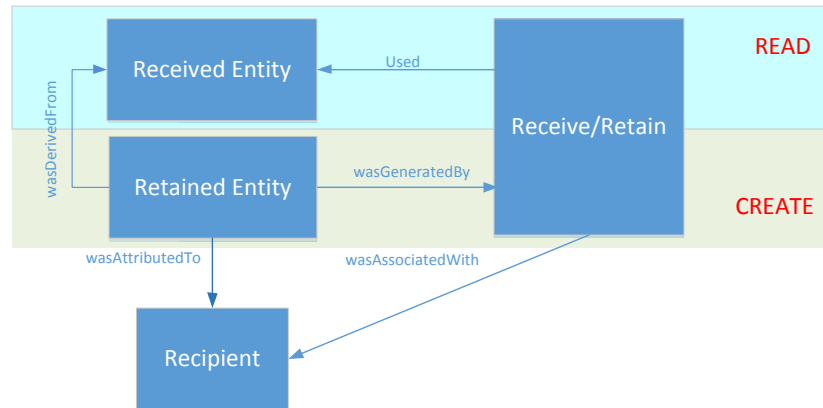 Received Entity
Used
READ
Receive/Retain
wasDerivedFrom
Retained Entity
wasGeneratedBy
CREATE
wasAttributedTo
wasAssociatedWith
Recipient